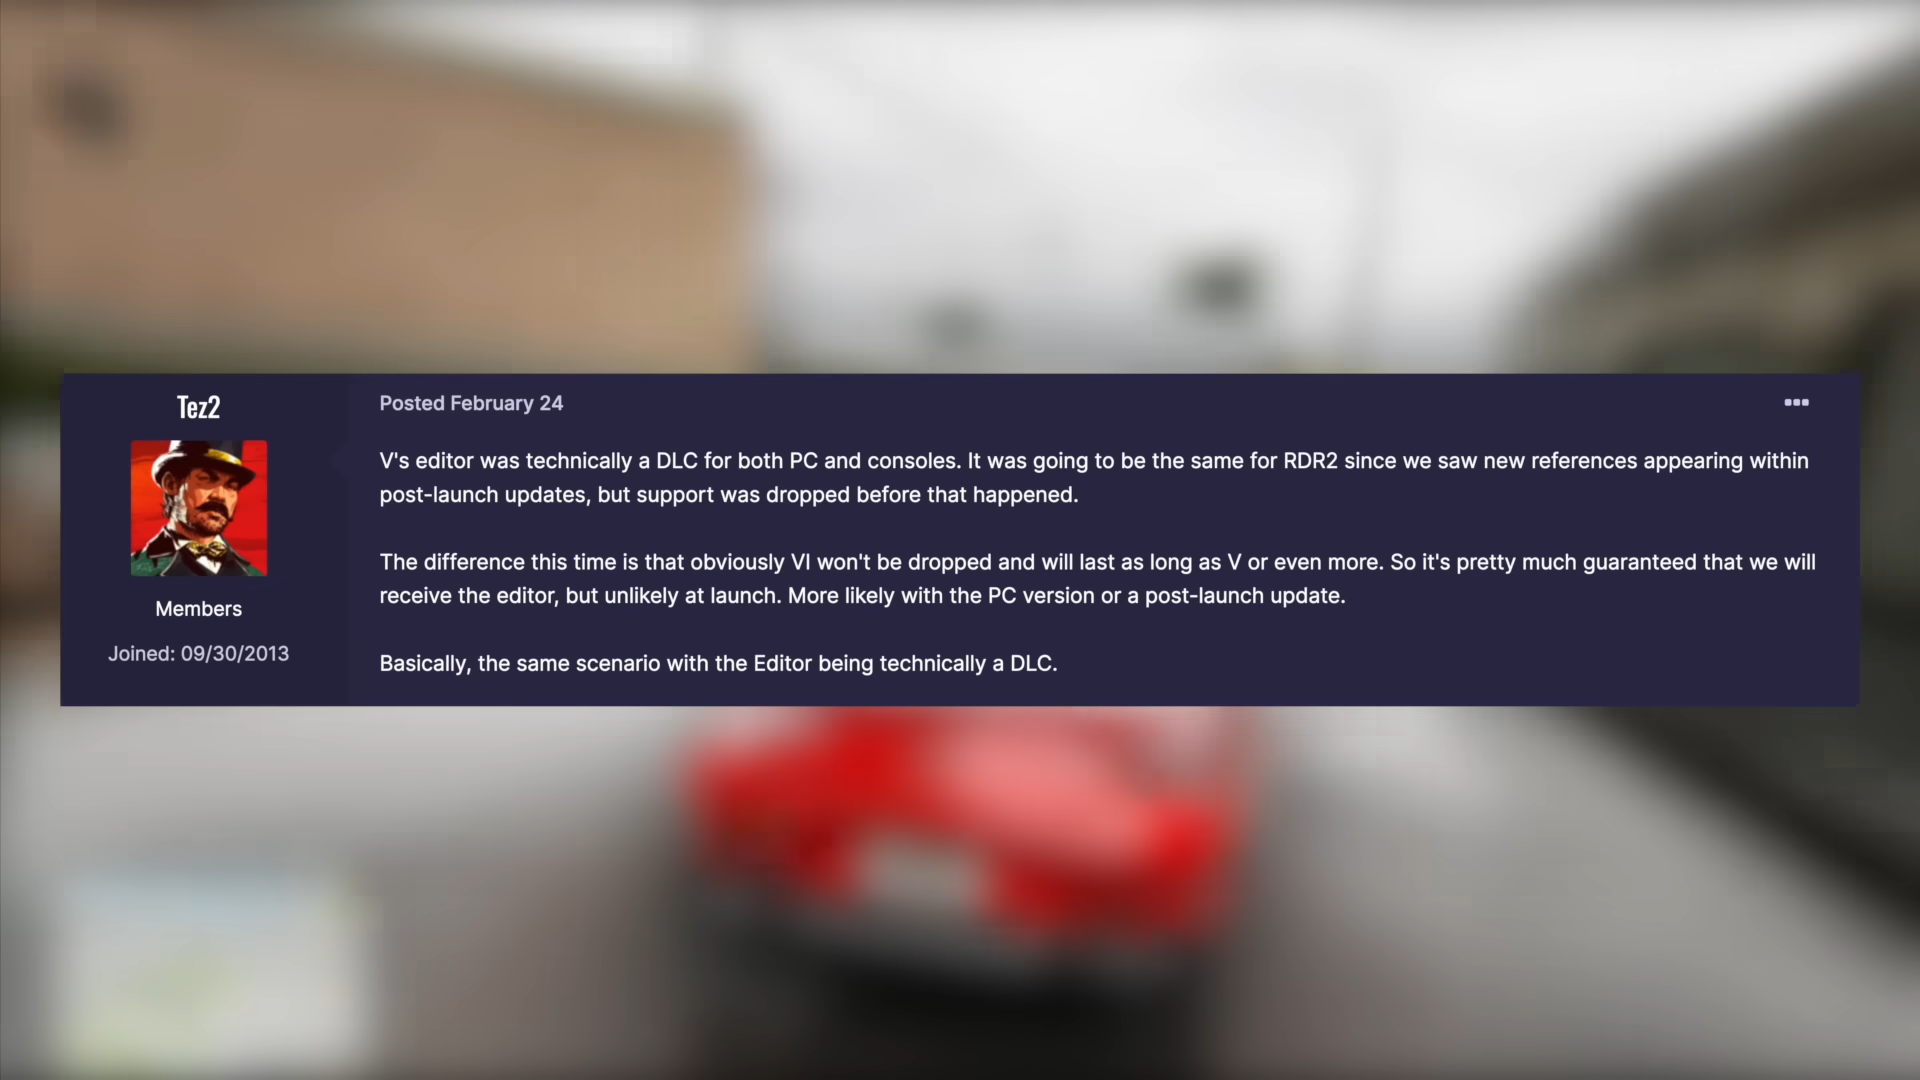 Tez2
Members
Joined: 09/30/2013
Posted February 24
V's editor was technically a DLC for both PC and consoles. It was going to be the same for RDR2 since we saw new references appearing within
post-launch updates, but support was dropped before that happened.
The difference this time is that obviously VI won't be dropped and will last as long as V or even more. So it's pretty much guaranteed that we will
receive the editor, but unlikely at launch. More likely with the PC version or a post-launch update.
Basically, the same scenario with the Editor being technically a DLC.